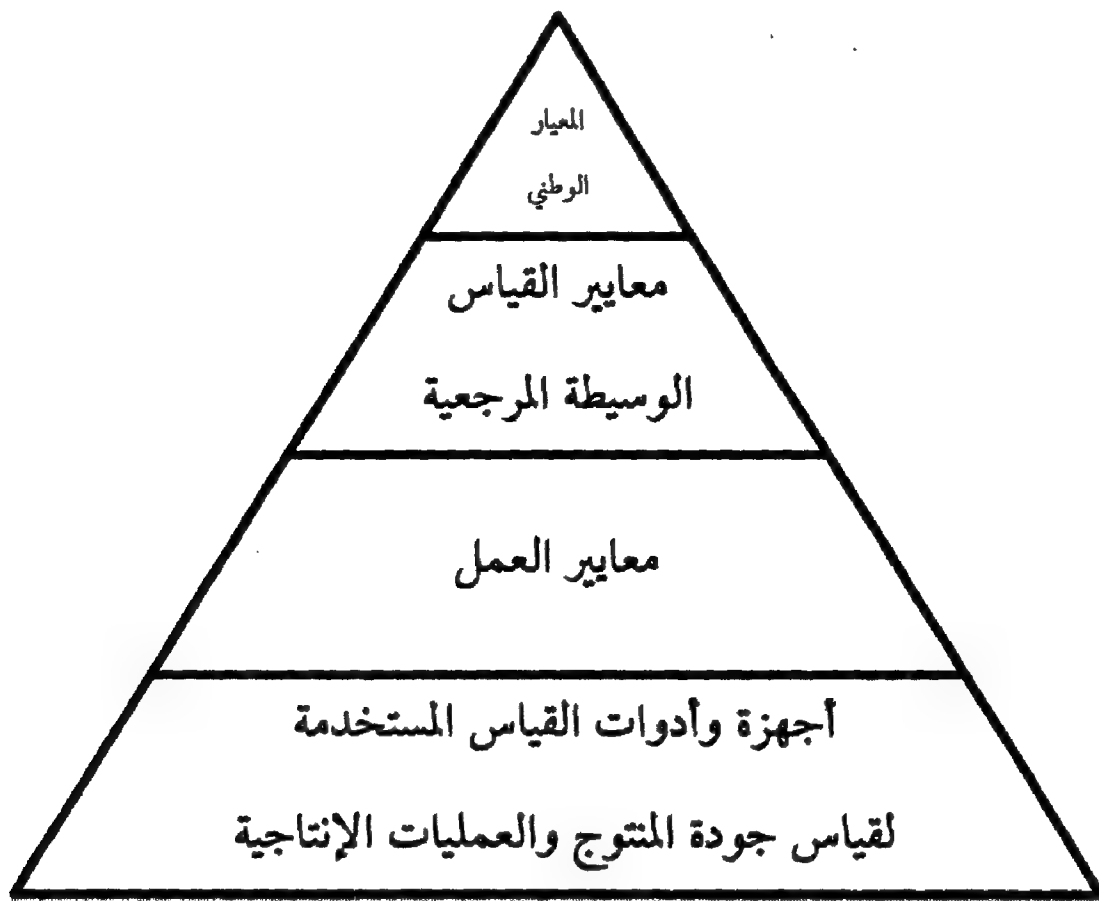 المعيار
الوطني
معايير القياس
الوسيطة المرجعية
معايير العمل
أجهزة وأدوات القياس المستخدمة
لقياس جودة المنتوج والعمليات الإنتاجية